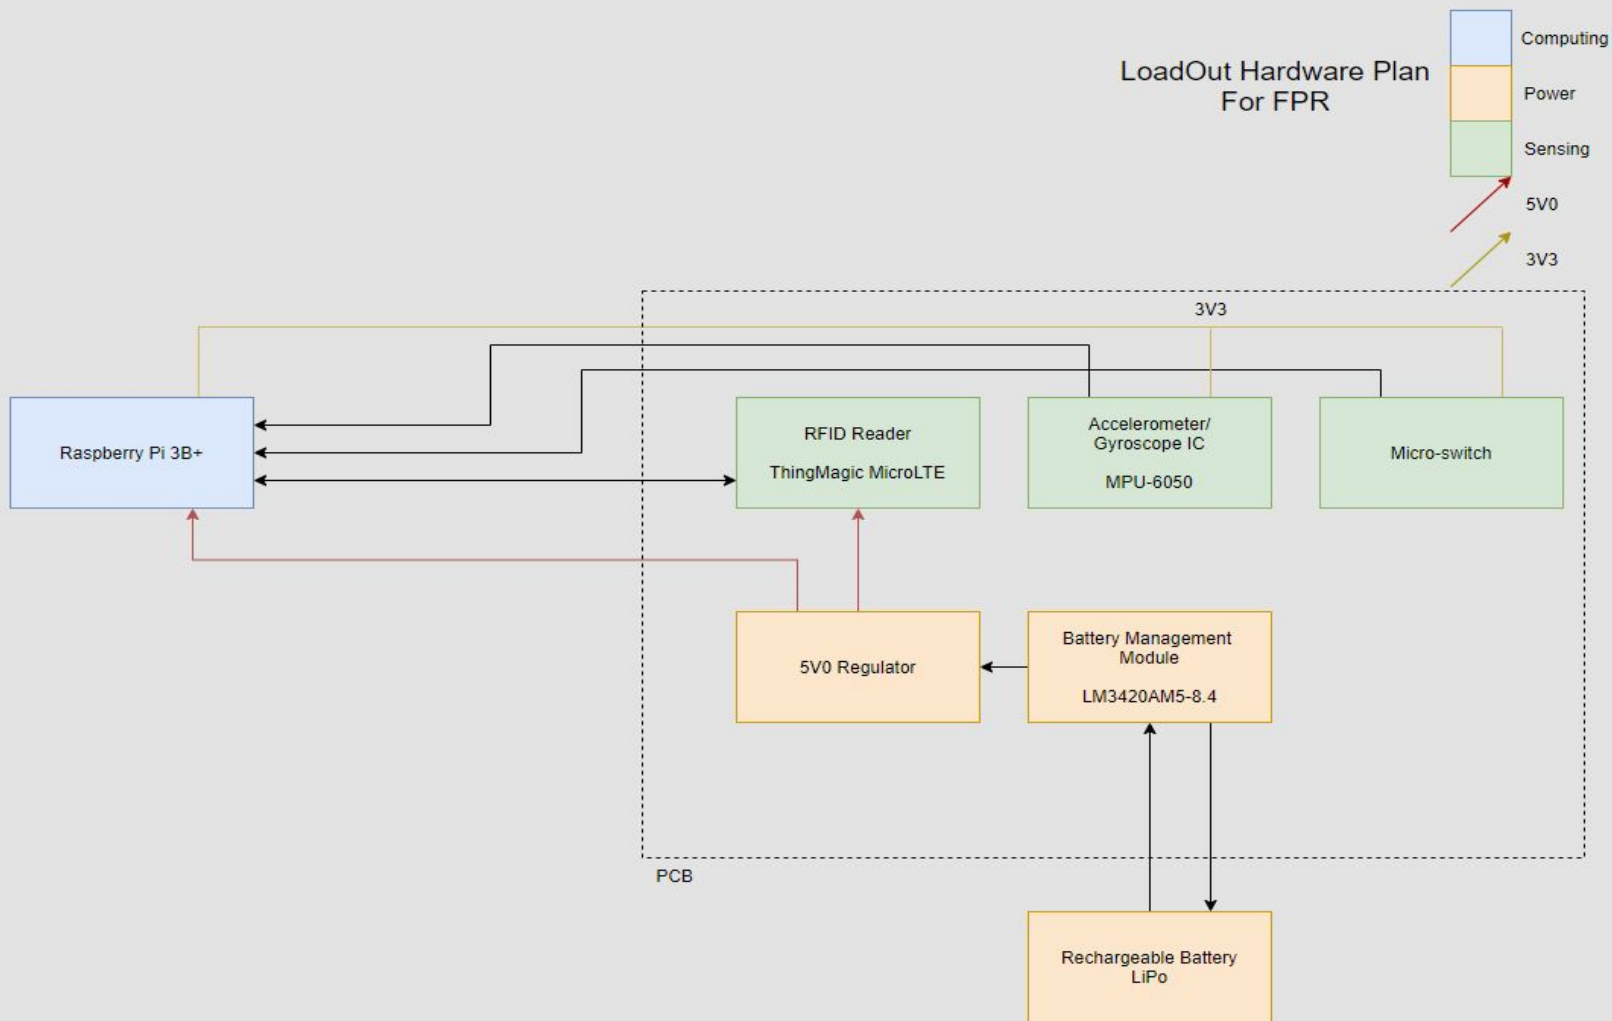 LoadOut Hardware Plan
For FPR
Computing
Power
Sensing
5V0
3V3
3V3
Raspberry Pi 3B+
RFID Reader
ThingMagic MicroLTE
Accelerometer/
Gyroscope IC
MPU-6050
Micro-switch
5V0 Regulator
Battery Management
Module
LM3420AM5-8.4
PCB
Rechargeable Battery
LiPo